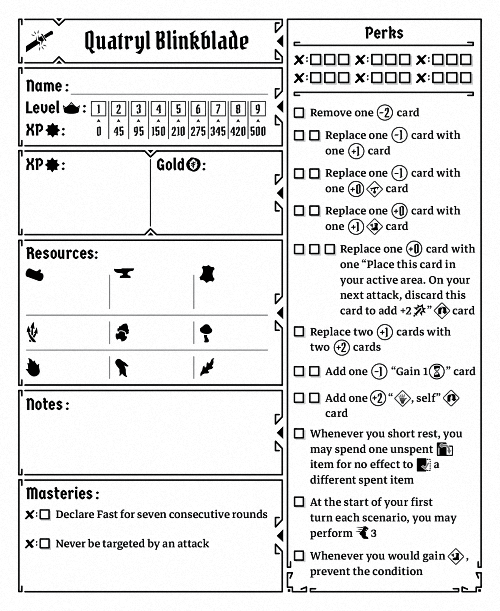 Quatryl Blinkblade
Name:
Level
1 2 3 4 5 6 7 8 9
XP
0 45 95 150 210 275 345 420 500
XP :
Gold :
Resources:
Notes:
Masteries:
Declare Fast for seven consecutive rounds
Never be targeted by an attack
Perks
Remove one -2 card
Replace one -1 card with
one +1 card
Replace one -1 card with
one +0 card
Replace one +0 card with
one +1 card
Replace one +0 card with
one “Place this card in
your active area. On your
next attack, discard this
card to add +2 ” card
Replace two +1 cards with
two +2 cards
Add one -1 “Gain 1 ” card
Add one +2 “ , self”
card
Whenever you short rest, you
may spend one unspent
item for no effect to a
different spent item
At the start of your first
turn each scenario, you may
perform 3
Whenever you would gain ,
prevent the condition